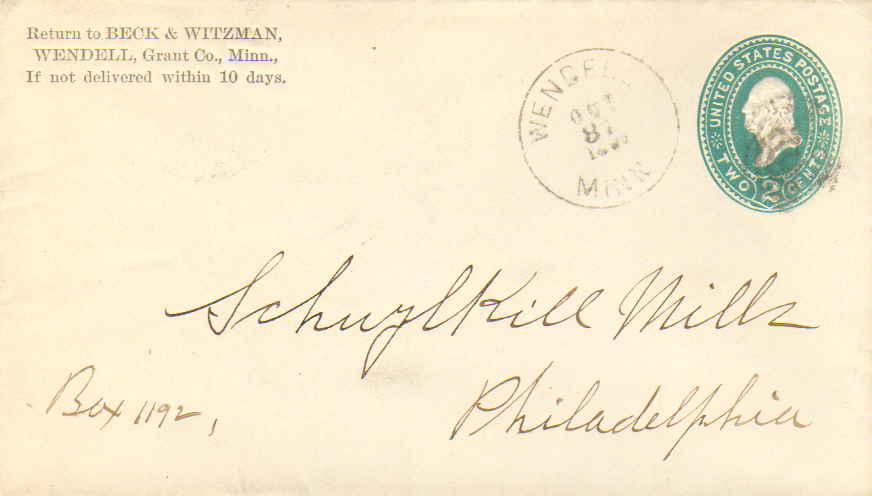 Return to BECK & WITZMAN,
WENDELL, Grant Co., Minn.,
If not delivered within 10 days.
WENDELL
OCT
MINN
UNITED STATES POSTAGE
TWO 2 CENTS
Schuylkill Mills
Philadelphia
Box 1192,